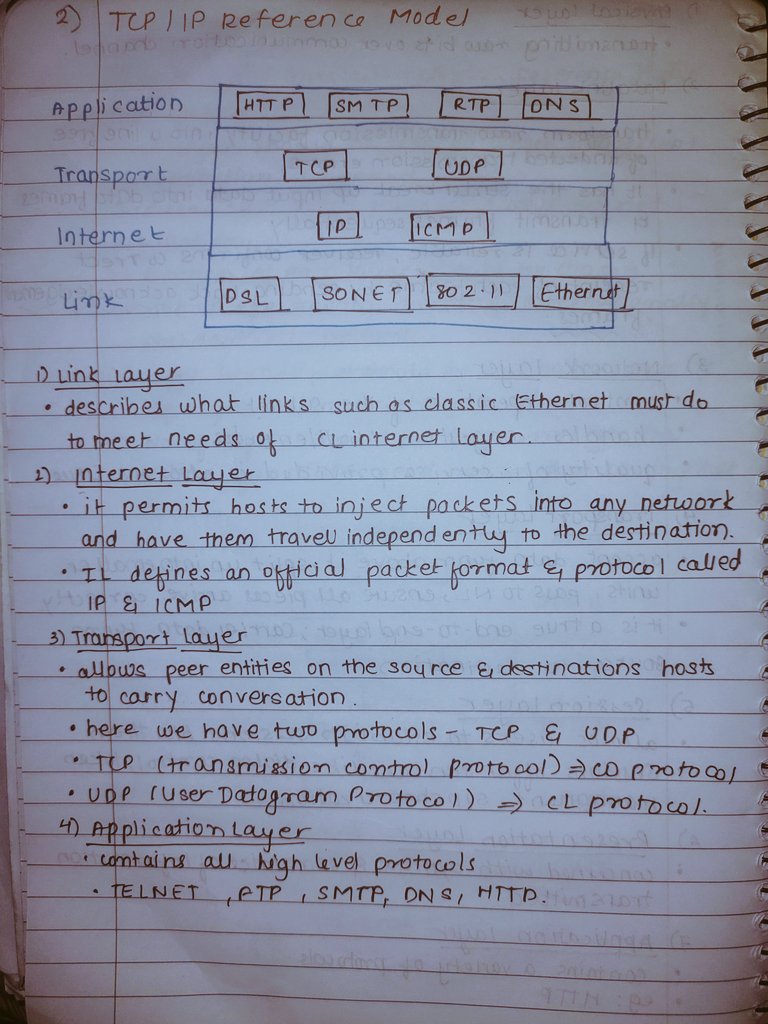 2) TCP/IP Reference Model
Application HTTP SMTP RTP DNS
Transport TCP UDP
Internet IP ICMP
Link DSL SONET 802.11 Ethernet
1) Link Layer
• describes what links such as classic Ethernet must do
to meet needs of CL internet layer.
2) Internet Layer
• it permits hosts to inject packets into any network
and have them travel independently to the destination.
• IL defines an official packet format & protocol called
IP & ICMP
3) Transport layer
• allows peer entities on the source & destinations hosts
to carry conversation.
• here we have two protocols - TCP & UDP
• TCP (transmission control protocol) ⇒ CO protocol
• UDP (User Datagram Protocol) ⇒ CL protocol.
4) Application Layer
• contains all high level protocols
• TELNET, FTP, SMTP, DNS, HTTP.